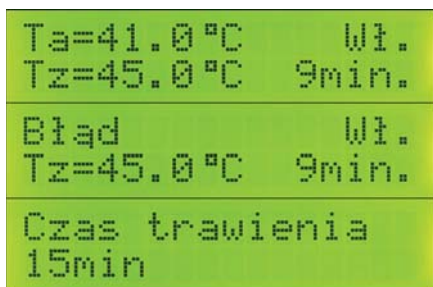 Ta=41.0°C Wł.
Tz=45.0°C 9min.
Błąd Wł.
Tz=45.0°C 9min.
Czas trawienia
15min